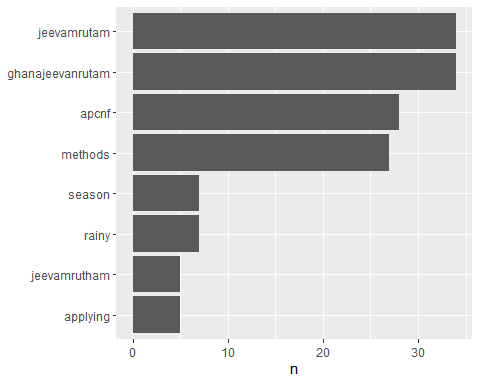 jeevamrutam
ghanajeevanrutam
apcnf
methods
season
rainy
jeevamrutham
applying
0 10 20 30
n